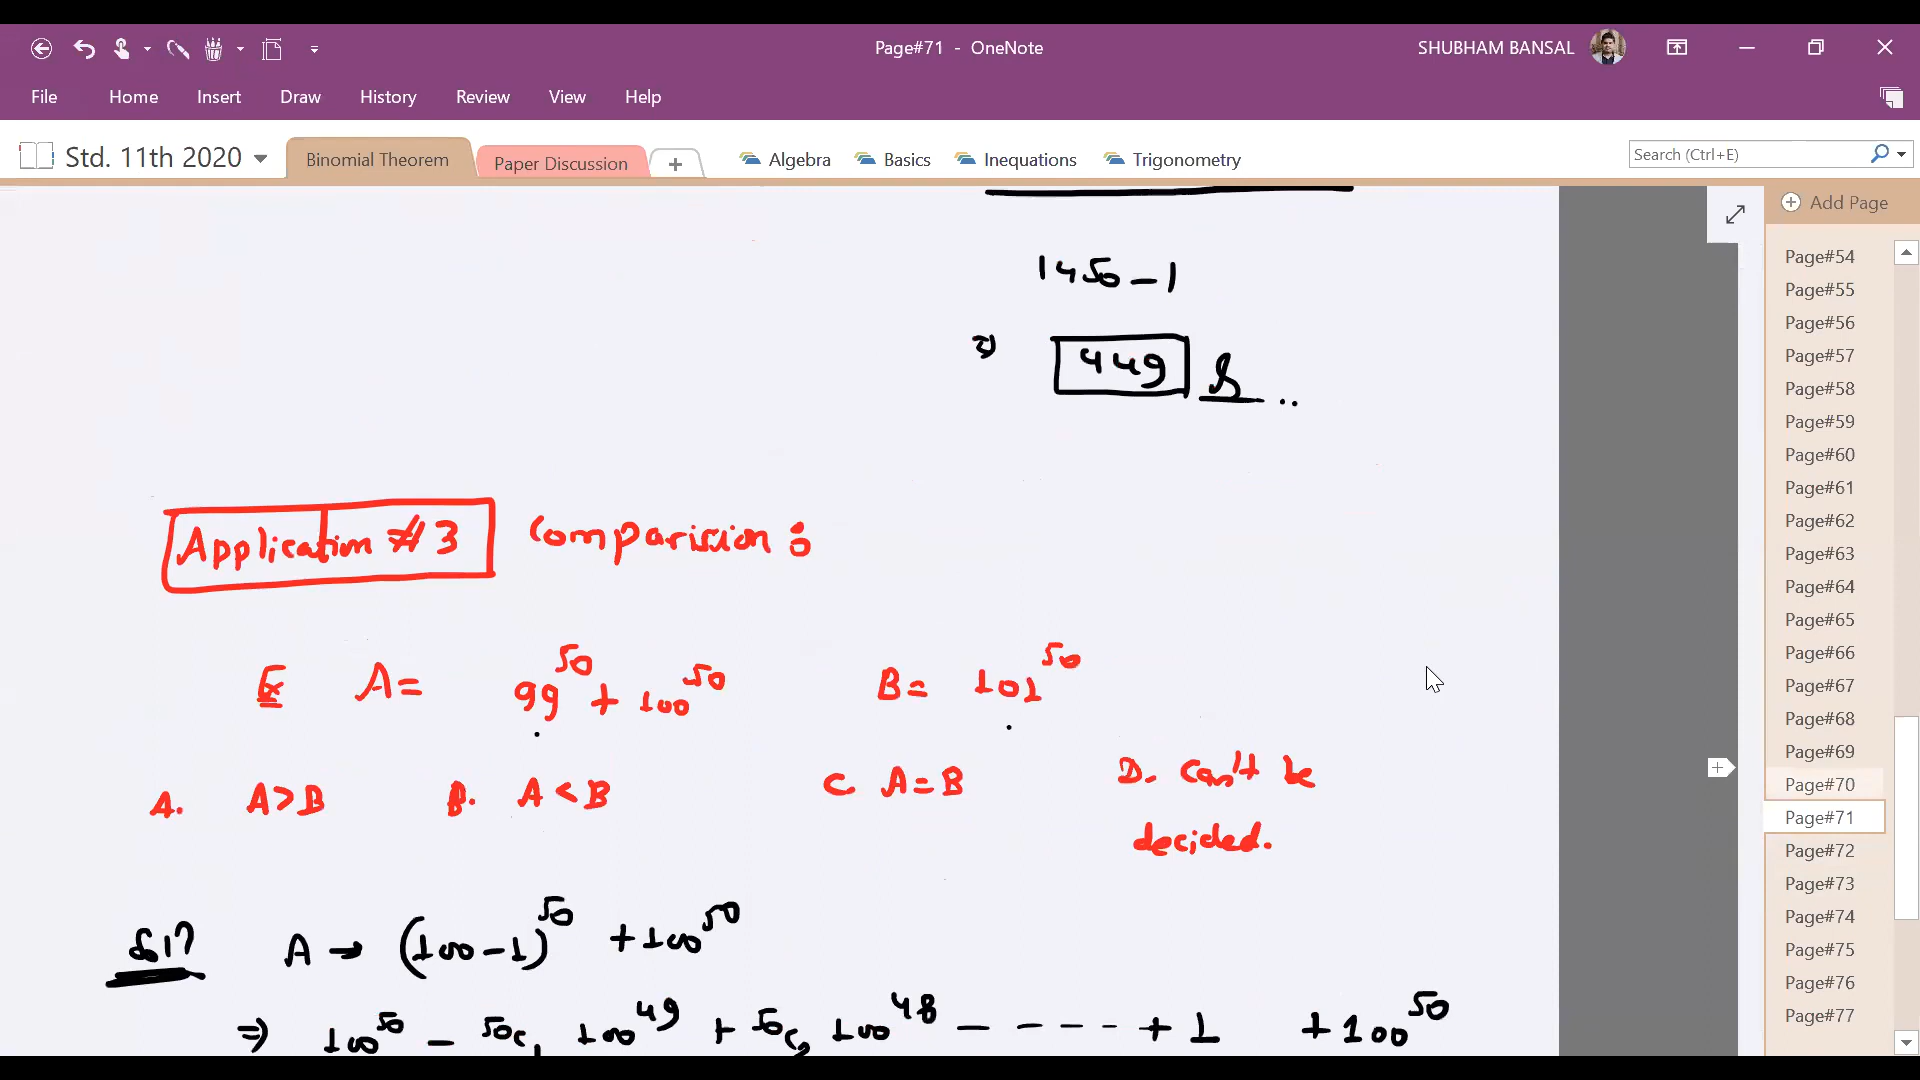 Page#71 - OneNote
SHUBHAM BANSAL
File Home Insert Draw History Review View Help
Std. 11th 2020
Binomial Theorem
Paper Discussion
Algebra
Basics
Inequations
Trigonometry
Search (Ctrl+E)
Add Page
1450 - 1
⇒ 449
Application #3 comparision :
Ex A = 99^50 + 100^50 B = 101^50
A. A > B B. A < B C. A = B D. can't be
decided.
Sol? A → (100 - 1)^50 + 100^50
⇒ 100^50 - 50c1 100^49 + 50c2 100^48 - - - - - + 1 + 100^50
Page#54
Page#55
Page#56
Page#57
Page#58
Page#59
Page#60
Page#61
Page#62
Page#63
Page#64
Page#65
Page#66
Page#67
Page#68
Page#69
Page#70
Page#71
Page#72
Page#73
Page#74
Page#75
Page#76
Page#77